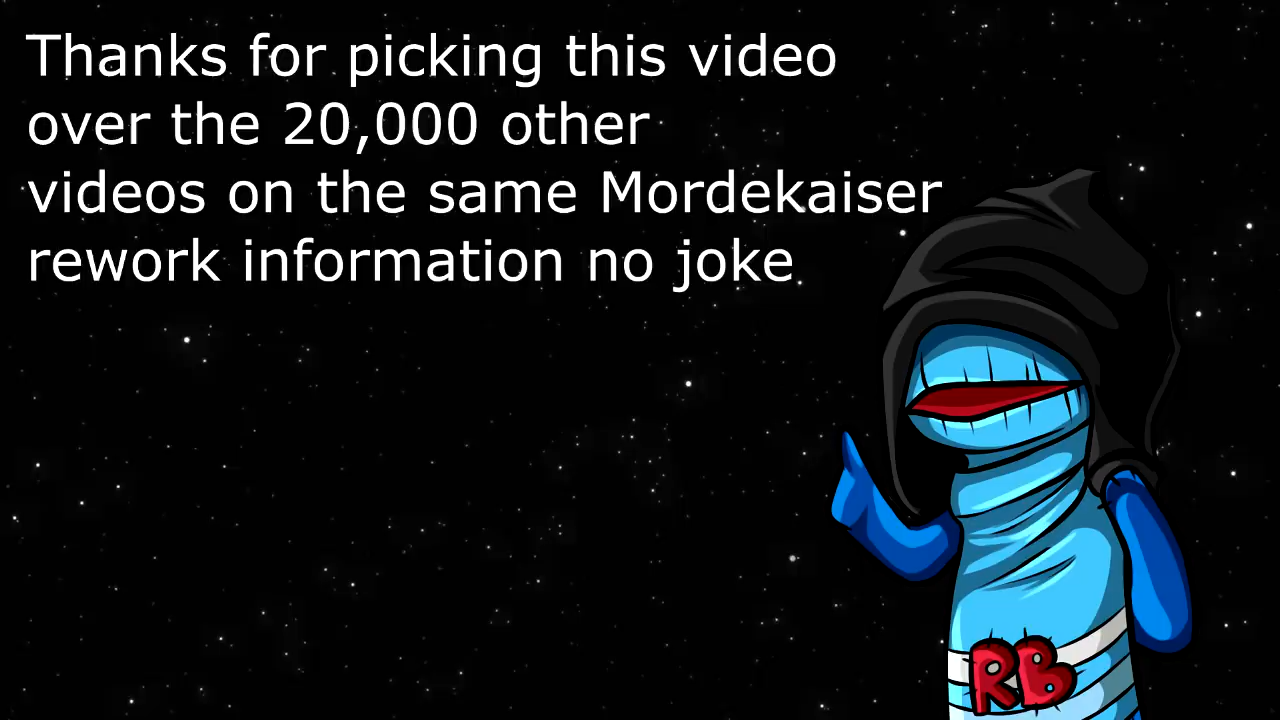 Thanks for picking this video
over the 20,000 other
videos on the same Mordekaiser
rework information no joke
RB